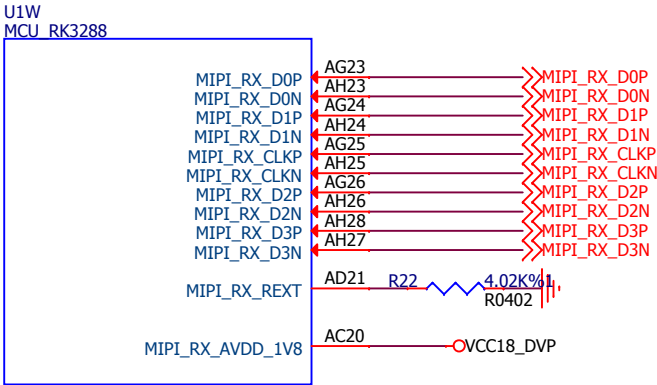 U1W
MCU RK3288
MIPI_RX_D0P AG23 MIPI_RX_D0P
MIPI_RX_D0N AH23 MIPI_RX_D0N
MIPI_RX_D1P AG24 MIPI_RX_D1P
MIPI_RX_D1N AH24 MIPI_RX_D1N
MIPI_RX_CLKP AG25 MIPI_RX_CLKP
MIPI_RX_CLKN AH25 MIPI_RX_CLKN
MIPI_RX_D2P AG26 MIPI_RX_D2P
MIPI_RX_D2N AH26 MIPI_RX_D2N
MIPI_RX_D3P AH28 MIPI_RX_D3P
MIPI_RX_D3N AH27 MIPI_RX_D3N
MIPI_RX_REXT AD21 R22 4.02K%1
R0402
MIPI_RX_AVDD_1V8 AC20 VCC18_DVP